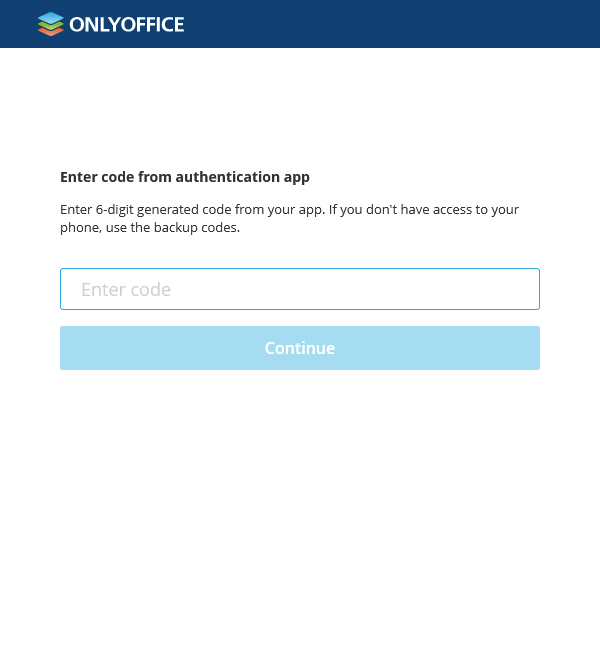 ONLYOFFICE
Enter code from authentication app
Enter 6-digit generated code from your app. If you don't have access to your
phone, use the backup codes.
Enter code
Continue